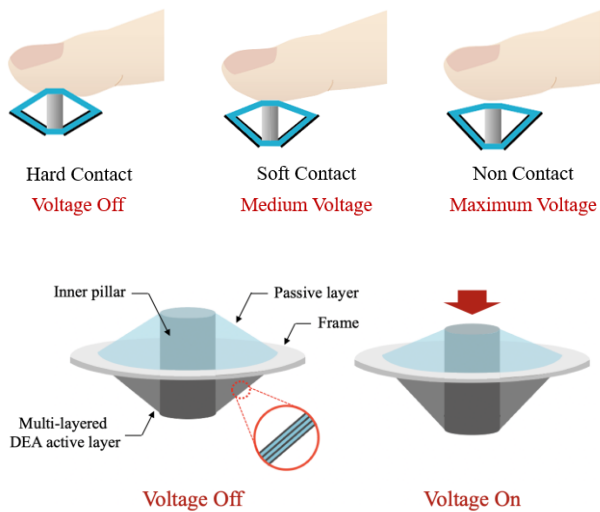 Hard Contact
Soft Contact
Non Contact
Voltage Off
Medium Voltage
Maximum Voltage
Inner pillar
Passive layer
Frame
Multi-layered
DEA active layer
Voltage Off
Voltage On